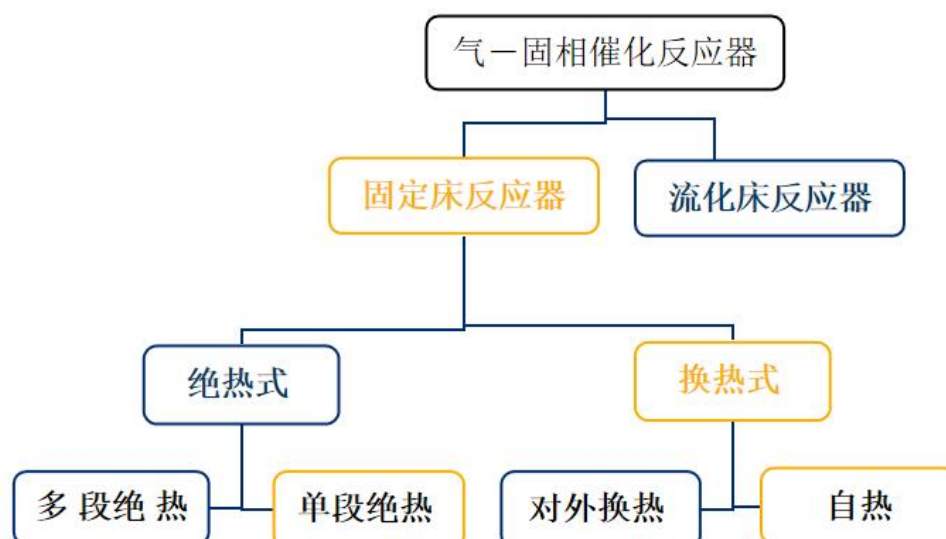 气－固相催化反应器
固定床反应器
流化床反应器
绝热式
换热式
多 段绝 热
单段绝热
对外换热
自热